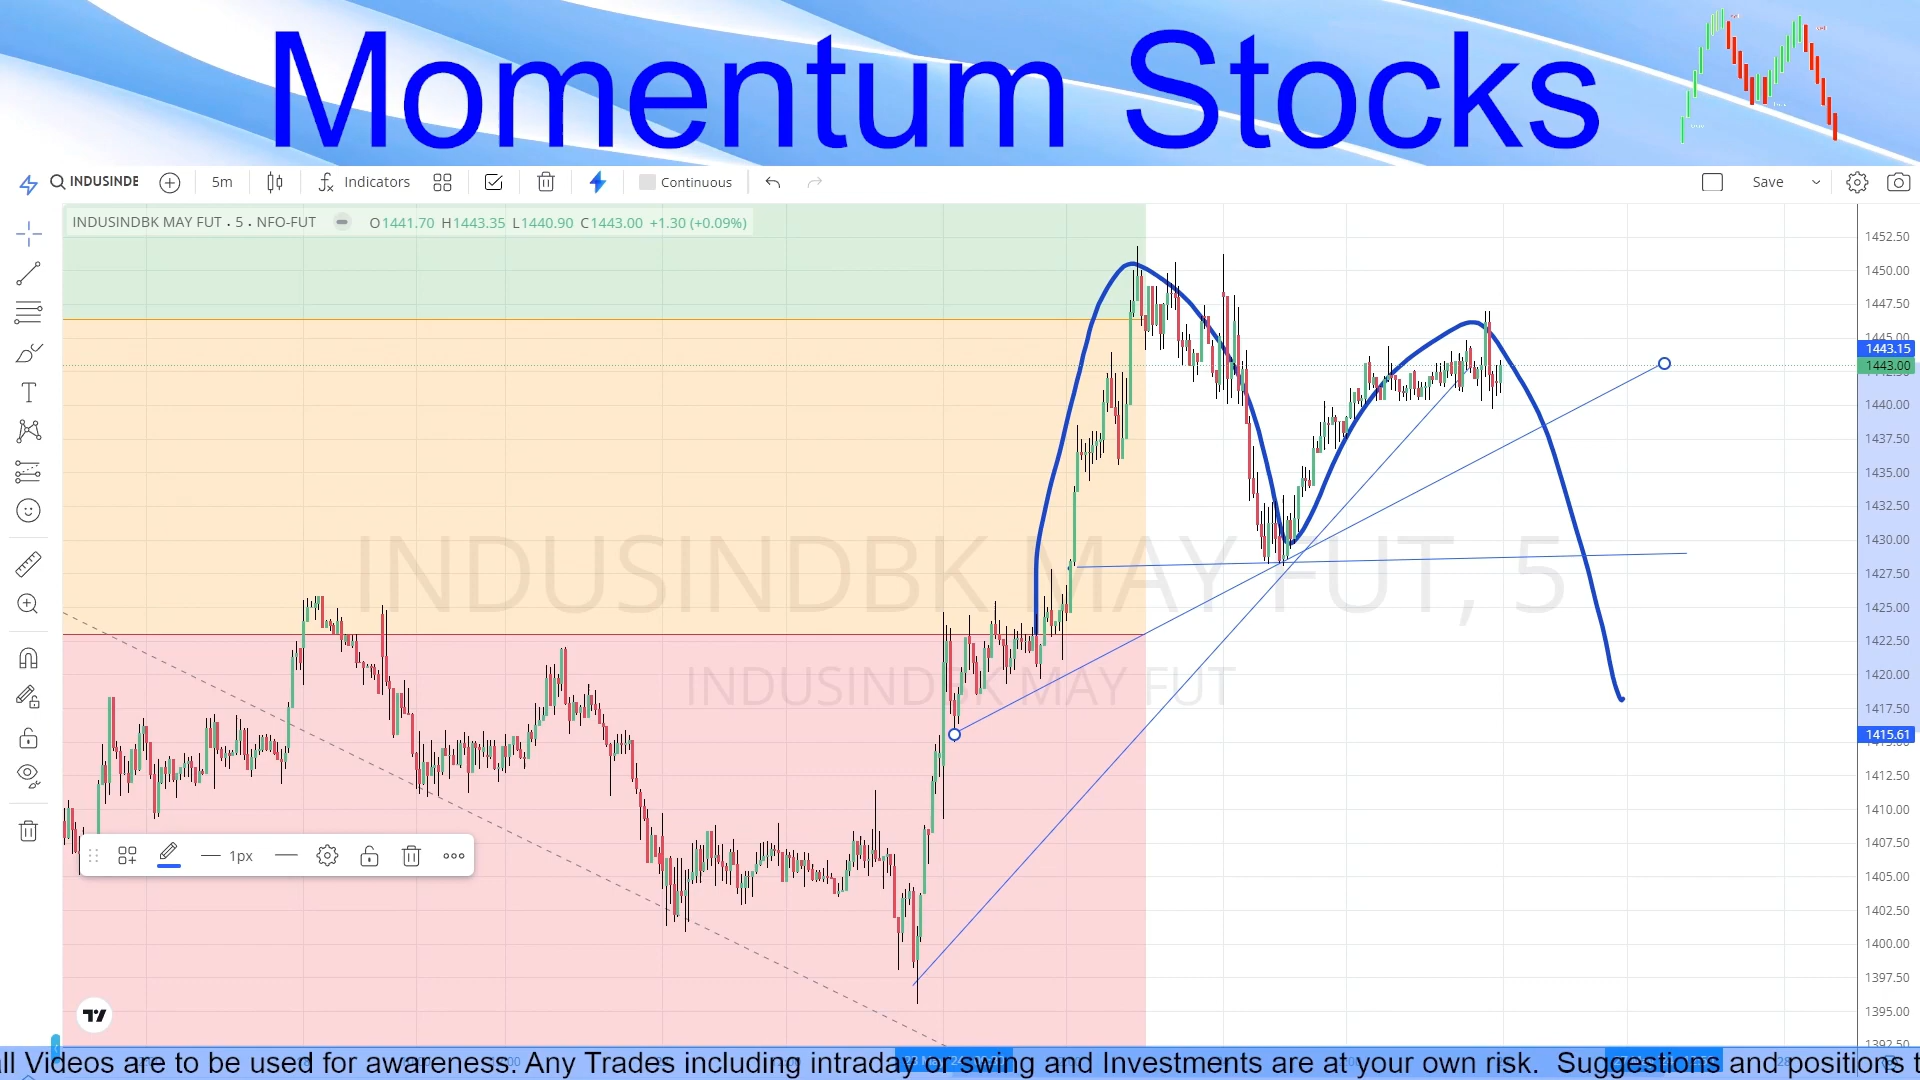 Momentum Stocks
INDUSINDE
5m
Indicators
Continuous
Save
INDUSINDBK MAY FUT . 5 . NFO-FUT
O1441.70 H1443.35 L1440.90 C1443.00 +1.30 (+0.09%)
1452.50
1450.00
1447.50
1445.00
1443.15
1443.00
1440.00
1437.50
1435.00
1432.50
1430.00
1427.50
1425.00
1422.50
1420.00
1417.50
1415.61
1412.50
1410.00
1407.50
1405.00
1402.50
1400.00
1397.50
1395.00
1392.50
INDUSINDBK MAY FUT, 5
INDUSINDBK MAY FUT
1px
ll Videos are to be used for awareness. Any Trades including intraday or swing and Investments are at your own risk. Suggestions and positions t